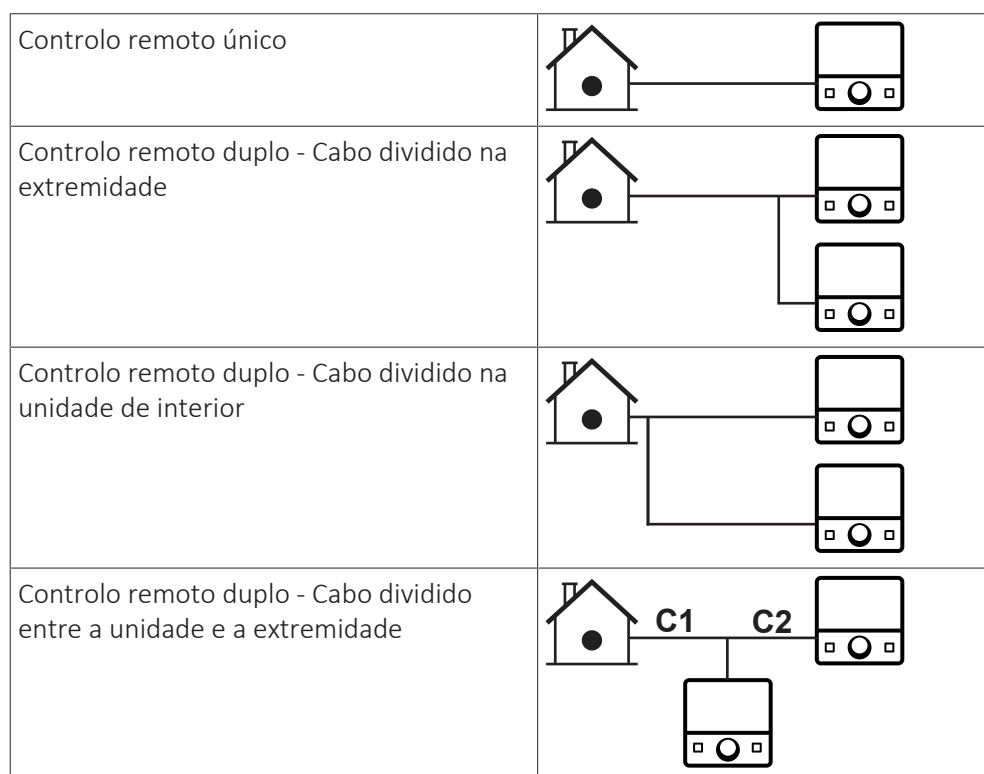 Controlo remoto único
Controlo remoto duplo - Cabo dividido na
extremidade
Controlo remoto duplo - Cabo dividido na
unidade de interior
Controlo remoto duplo - Cabo dividido
entre a unidade e a extremidade
C1 C2